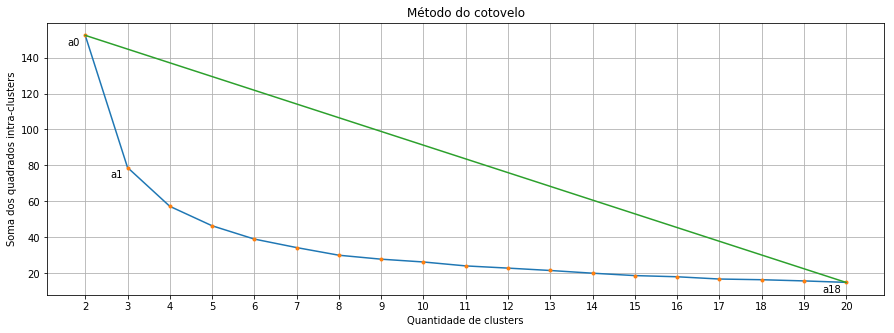 Método do cotovelo
Soma dos quadrados intra-clusters
140
120
100
80
60
40
20
a0
a1
a18
2 3 4 5 6 7 8 9 10 11 12 13 14 15 16 17 18 19 20
Quantidade de clusters